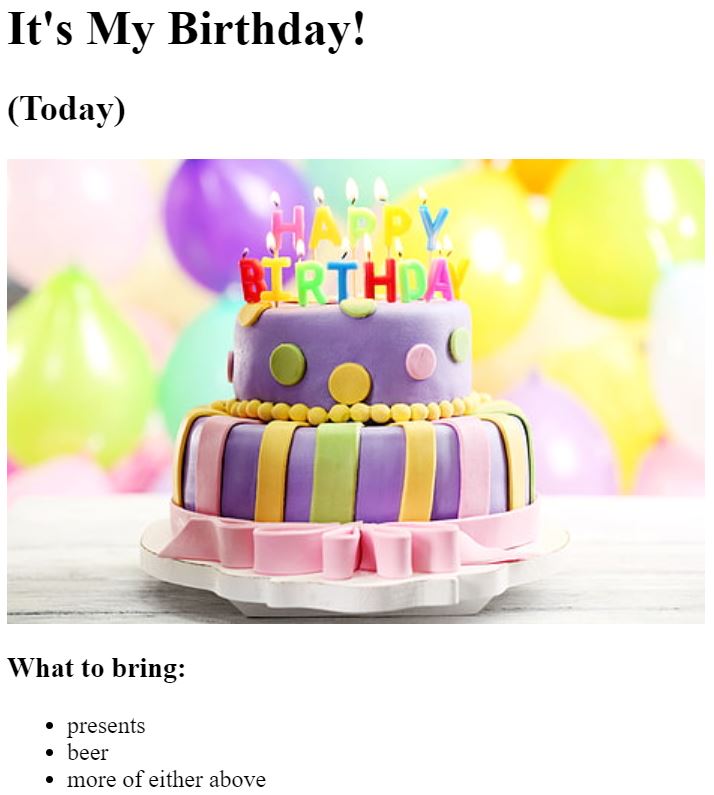 It's My Birthday!
(Today)
HAPPY
BIRTHDAY
What to bring:
presents
beer
more of either above